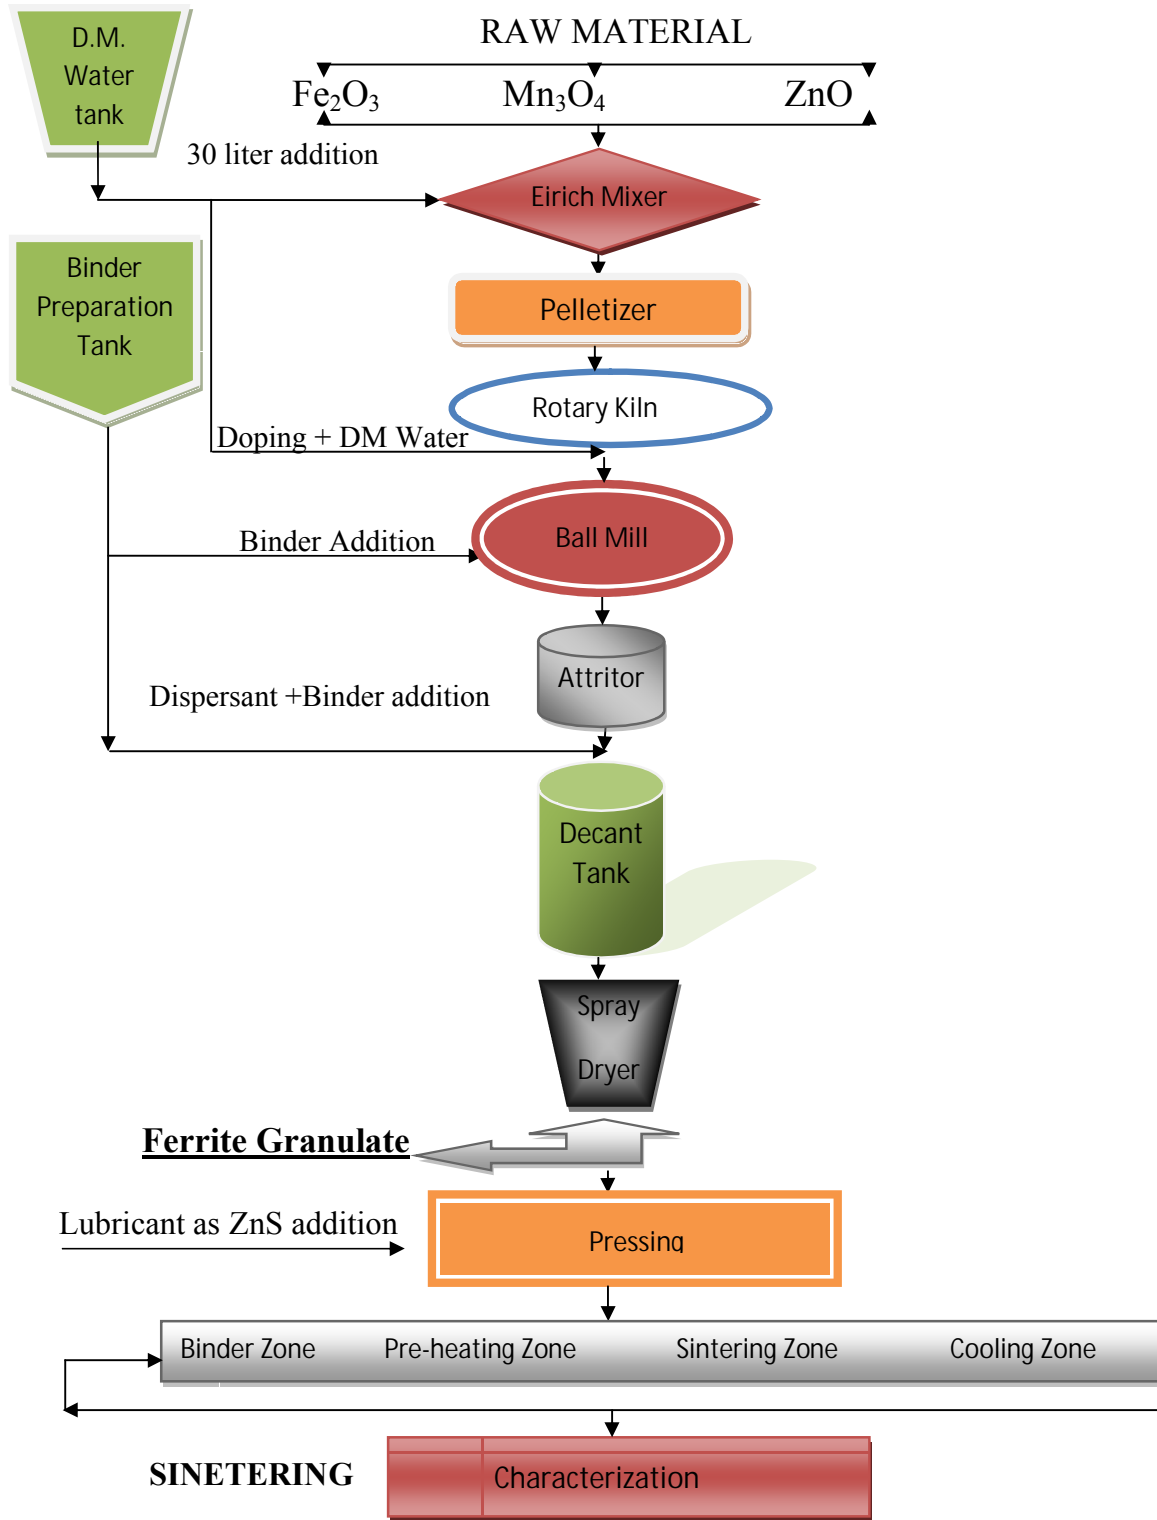 RAW MATERIAL
D.M.
Water
tank
Fe₂O₃ Mn₃O₄ ZnO
30 liter addition
Eirich Mixer
Binder
Preparation
Tank
Pelletizer
Rotary Kiln
Doping + DM Water
Ball Mill
Binder Addition
Attritor
Dispersant +Binder addition
Decant
Tank
Spray
Dryer
Ferrite Granulate
Lubricant as ZnS addition
Pressing
Binder Zone Pre-heating Zone Sintering Zone Cooling Zone
SINETERING
Characterization